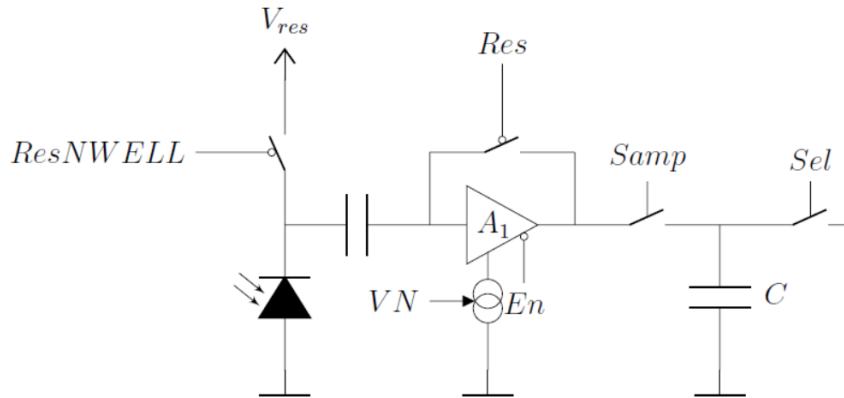 V_res
Res
ResNWELL
Samp
Sel
A_1
VN
En
C